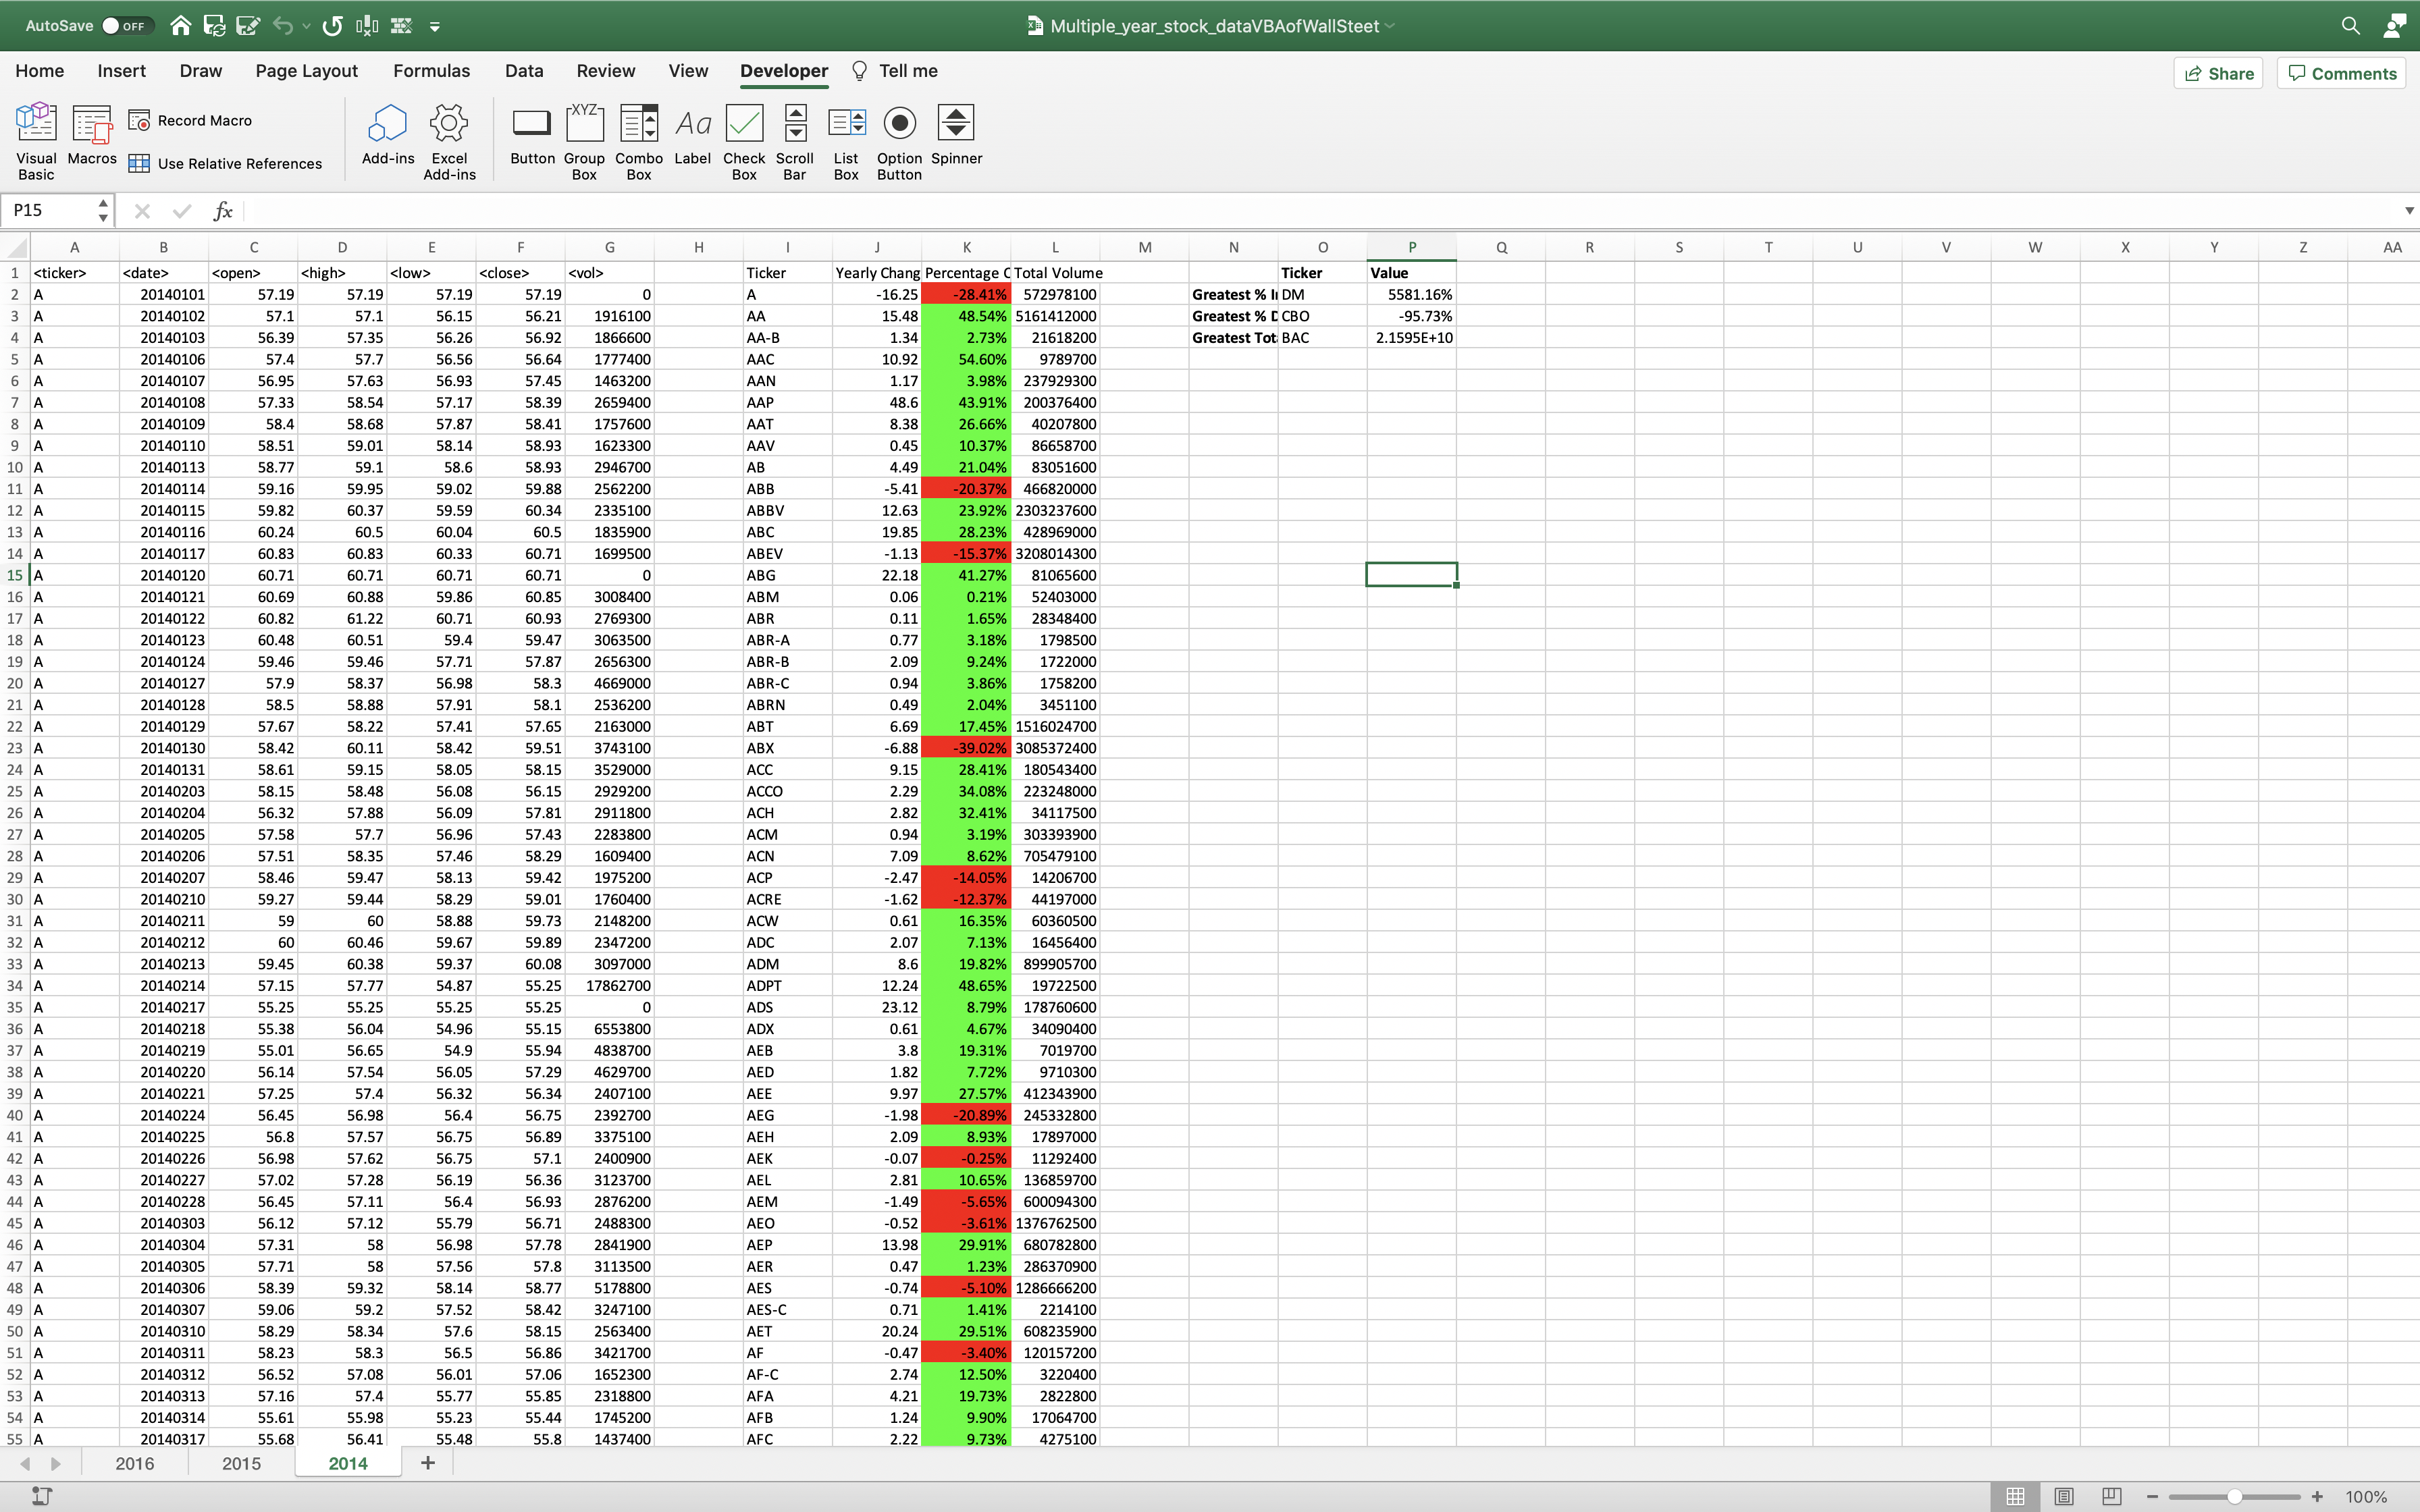 AutoSave OFF Multiple_year_stock_dataVBAofWallSteet
Home Insert Draw Page Layout Formulas Data Review View Developer Tell me Share Comments
Visual Basic Macros Record Macro Use Relative References Add-ins Excel Add-ins Button XYZ Group Box Combo Box Aa Label Check Box Scroll Bar List Box Option Button Spinner
P15 fx
A B C D E F G H I J K L M N O P Q R S T U V W X Y Z AA
1 <ticker> <date> <open> <high> <low> <close> <vol> Ticker Yearly Chang Percentage C Total Volume Ticker Value
2 A 20140101 57.19 57.19 57.19 57.19 0 A -16.25 -28.41% 572978100 Greatest % I DM 5581.16%
3 A 20140102 57.1 57.1 56.15 56.21 1916100 AA 15.48 48.54% 5161412000 Greatest % D CBO -95.73%
4 A 20140103 56.39 57.35 56.26 56.92 1866600 AA-B 1.34 2.73% 21618200 Greatest Tot BAC 2.1595E+10
5 A 20140106 57.4 57.7 56.56 56.64 1777400 AAC 10.92 54.60% 9789700
6 A 20140107 56.95 57.63 56.93 57.45 1463200 AAN 1.17 3.98% 237929300
7 A 20140108 57.33 58.54 57.17 58.39 2659400 AAP 48.6 43.91% 200376400
8 A 20140109 58.4 58.68 57.87 58.41 1757600 AAT 8.38 26.66% 40207800
9 A 20140110 58.51 59.01 58.14 58.93 1623300 AAV 0.45 10.37% 86658700
10 A 20140113 58.77 59.1 58.6 58.93 2946700 AB 4.49 21.04% 83051600
11 A 20140114 59.16 59.95 59.02 59.88 2562200 ABB -5.41 -20.37% 466820000
12 A 20140115 59.82 60.37 59.59 60.34 2335100 ABBV 12.63 23.92% 2303237600
13 A 20140116 60.24 60.5 60.04 60.5 1835900 ABC 19.85 28.23% 428969000
14 A 20140117 60.83 60.83 60.33 60.71 1699500 ABEV -1.13 -15.37% 3208014300
15 A 20140120 60.71 60.71 60.71 60.71 0 ABG 22.18 41.27% 81065600
16 A 20140121 60.69 60.88 59.86 60.85 3008400 ABM 0.06 0.21% 52403000
17 A 20140122 60.82 61.22 60.71 60.93 2769300 ABR 0.11 1.65% 28348400
18 A 20140123 60.48 60.51 59.4 59.47 3063500 ABR-A 0.77 3.18% 1798500
19 A 20140124 59.46 59.46 57.71 57.87 2656300 ABR-B 2.09 9.24% 1722000
20 A 20140127 57.9 58.37 56.98 58.3 4669000 ABR-C 0.94 3.86% 1758200
21 A 20140128 58.5 58.88 57.91 58.1 2536200 ABRN 0.49 2.04% 3451100
22 A 20140129 57.67 58.22 57.41 57.65 2163000 ABT 6.69 17.45% 1516024700
23 A 20140130 58.42 60.11 58.42 59.51 3743100 ABX -6.88 -39.02% 3085372400
24 A 20140131 58.61 59.15 58.05 58.15 3529000 ACC 9.15 28.41% 180543400
25 A 20140203 58.15 58.48 56.08 56.15 2929200 ACCO 2.29 34.08% 223248000
26 A 20140204 56.32 57.88 56.09 57.81 2911800 ACH 2.82 32.41% 34117500
27 A 20140205 57.58 57.7 56.96 57.43 2283800 ACM 0.94 3.19% 303393900
28 A 20140206 57.51 58.35 57.46 58.29 1609400 ACN 7.09 8.62% 705479100
29 A 20140207 58.46 59.47 58.13 59.42 1975200 ACP -2.47 -14.05% 14206700
30 A 20140210 59.27 59.44 58.29 59.01 1760400 ACRE -1.62 -12.37% 44197000
31 A 20140211 59 60 58.88 59.73 2148200 ACW 0.61 16.35% 60360500
32 A 20140212 60 60.46 59.67 59.89 2347200 ADC 2.07 7.13% 16456400
33 A 20140213 59.45 60.38 59.37 60.08 3097000 ADM 8.6 19.82% 899905700
34 A 20140214 57.15 57.77 54.87 55.25 17862700 ADPT 12.24 48.65% 19722500
35 A 20140217 55.25 55.25 55.25 55.25 0 ADS 23.12 8.79% 178760600
36 A 20140218 55.38 56.04 54.96 55.15 6553800 ADX 0.61 4.67% 34090400
37 A 20140219 55.01 56.65 54.9 55.94 4838700 AEB 3.8 19.31% 7019700
38 A 20140220 56.14 57.54 56.05 57.29 4629700 AED 1.82 7.72% 9710300
39 A 20140221 57.25 57.4 56.32 56.34 2407100 AEE 9.97 27.57% 412343900
40 A 20140224 56.45 56.98 56.4 56.75 2392700 AEG -1.98 -20.89% 245332800
41 A 20140225 56.8 57.57 56.75 56.89 3375100 AEH 2.09 8.93% 17897000
42 A 20140226 56.98 57.62 56.75 57.1 2400900 AEK -0.07 -0.25% 11292400
43 A 20140227 57.02 57.28 56.19 56.36 3123700 AEL 2.81 10.65% 136859700
44 A 20140228 56.45 57.11 56.4 56.93 2876200 AEM -1.49 -5.65% 600094300
45 A 20140303 56.12 57.12 55.79 56.71 2488300 AEO -0.52 -3.61% 1376762500
46 A 20140304 57.31 58 56.98 57.78 2841900 AEP 13.98 29.91% 680782800
47 A 20140305 57.71 58 57.56 57.8 3113500 AER 0.47 1.23% 286370900
48 A 20140306 58.39 59.32 58.14 58.77 5178800 AES -0.74 -5.10% 1286666200
49 A 20140307 59.06 59.2 57.52 58.42 3247100 AES-C 0.71 1.41% 2214100
50 A 20140310 58.29 58.34 57.6 58.15 2563400 AET 20.24 29.51% 608235900
51 A 20140311 58.23 58.3 56.5 56.86 3421700 AF -0.47 -3.40% 120157200
52 A 20140312 56.52 57.08 56.01 57.06 1652300 AF-C 2.74 12.50% 3220400
53 A 20140313 57.16 57.4 55.77 55.85 2318800 AFA 4.21 19.73% 2822800
54 A 20140314 55.61 55.98 55.23 55.44 1745200 AFB 1.24 9.90% 17064700
55 A 20140317 55.68 56.41 55.48 55.8 1437400 AFC 2.22 9.73% 4275100
2016 2015 2014 +
100%